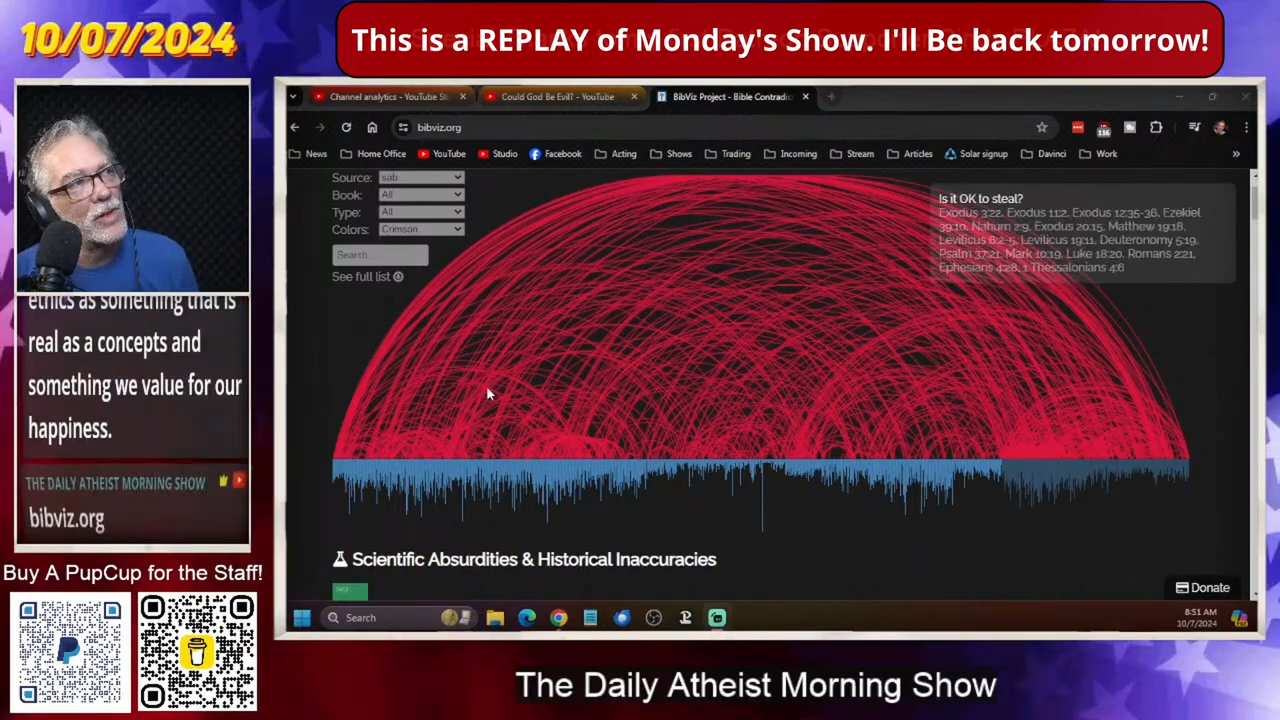 10/07/2024
This is a REPLAY of Monday's Show. I'll Be back tomorrow!
Channel analytics - YouTube St
Could God Be Evil? - YouTube
BibViz Project - Bible Contradic
bibviz.org
116
News
Home Office
YouTube
Studio
Facebook
Acting
Shows
Trading
Incoming
Stream
Articles
Solar signup
Davinci
Work
Source: sab
Book: All
Type: All
Colors: Crimson
Search ...
See full list
Is it OK to steal?
Exodus 3:22, Exodus 11:2, Exodus 12:35-36, Ezekiel
39:10, Nahum 2:9, Exodus 20:15, Matthew 19:18,
Leviticus 6:2-5, Leviticus 19:11, Deuteronomy 5:19,
Psalm 37:21, Mark 10:19, Luke 18:20, Romans 2:21,
Ephesians 4:28, 1 Thessalonians 4:6
ethics as something that is
real as a concepts and
something we value for our
happiness.
THE DAILY ATHEIST MORNING SHOW
bibviz.org
Scientific Absurdities & Historical Inaccuracies
Donate
Search
8:51 AM
10/7/2024
Buy A PupCup for the Staff!
The Daily Atheist Morning Show